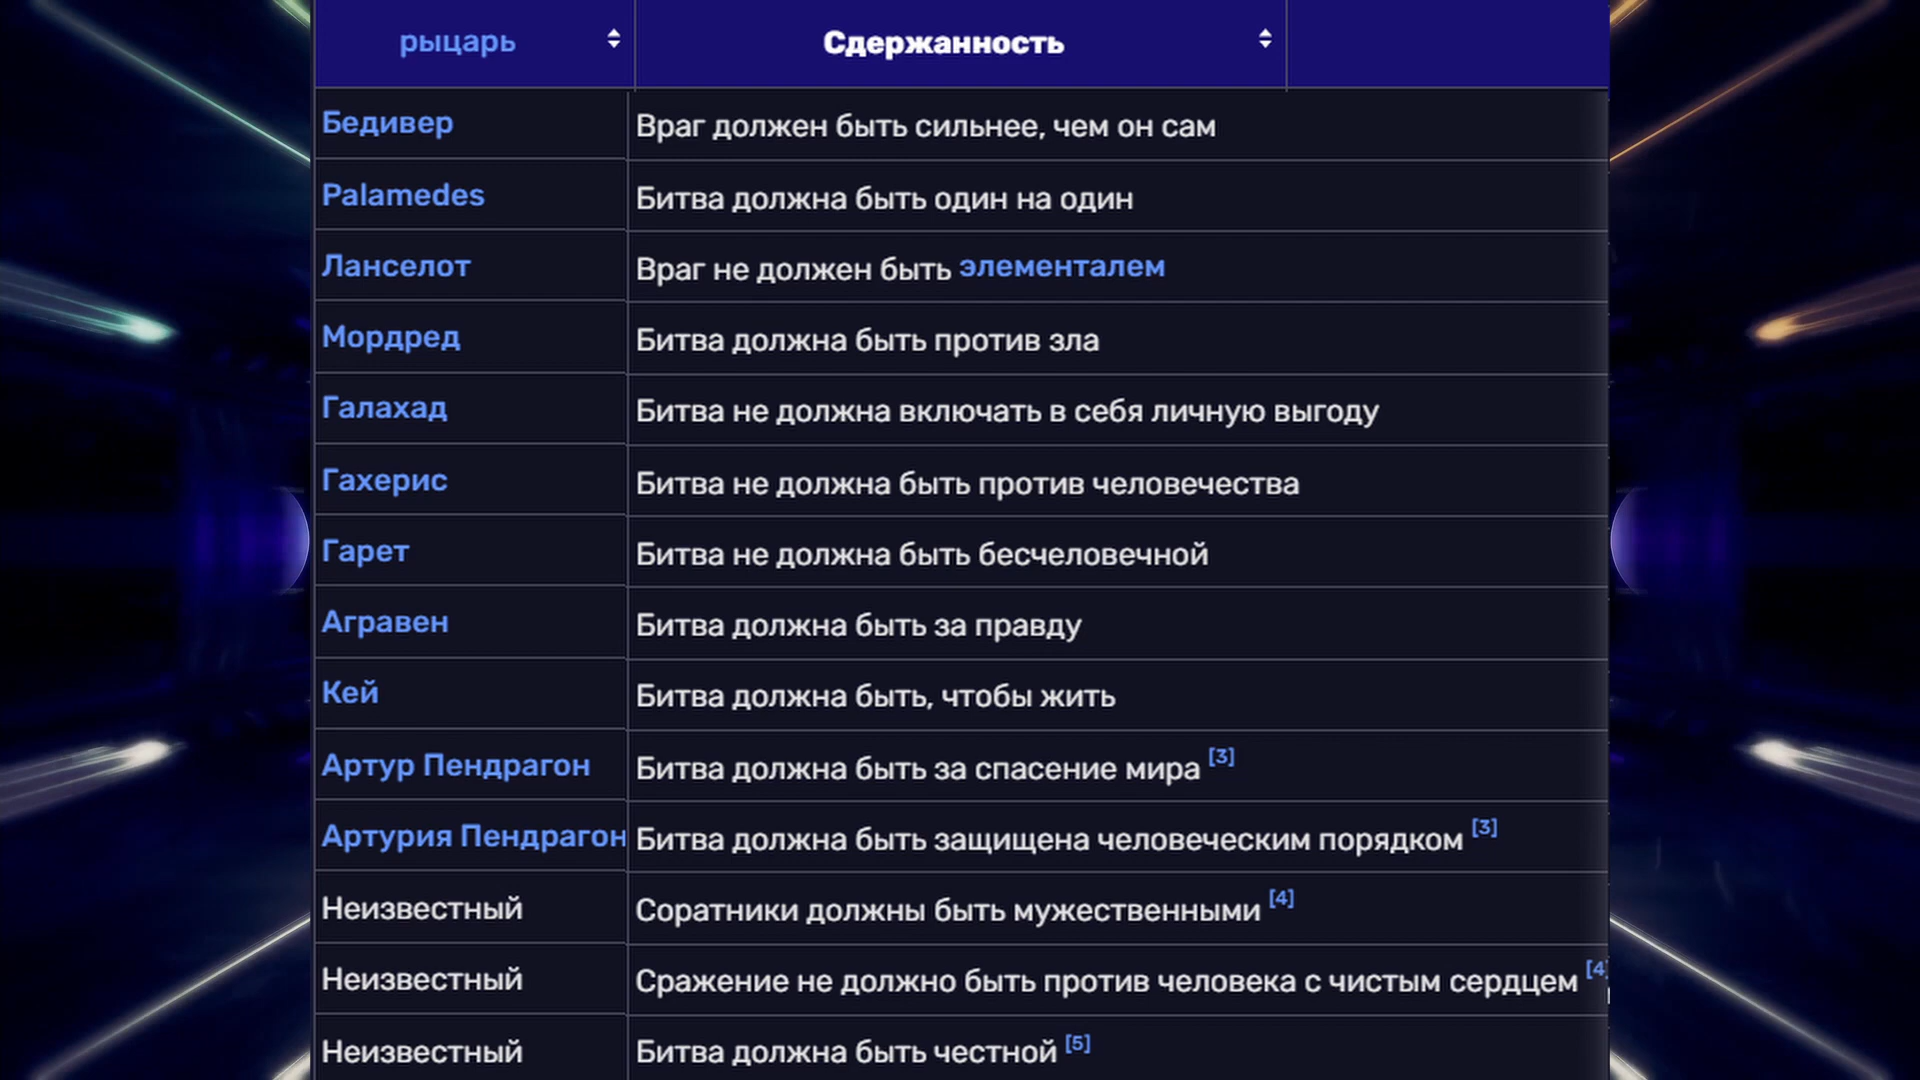 рыцарь Сдержанность
Бедивер Враг должен быть сильнее, чем он сам
Palamedes Битва должна быть один на один
Ланселот Враг не должен быть элементалем
Мордред Битва должна быть против зла
Галахад Битва не должна включать в себя личную выгоду
Гахерис Битва не должна быть против человечества
Гарет Битва не должна быть бесчеловечной
Агравен Битва должна быть за правду
Кей Битва должна быть, чтобы жить
Артур Пендрагон Битва должна быть за спасение мира [3]
Артурия Пендрагон Битва должна быть защищена человеческим порядком [3]
Неизвестный Соратники должны быть мужественными [4]
Неизвестный Сражение не должно быть против человека с чистым сердцем [4]
Неизвестный Битва должна быть честной [5]